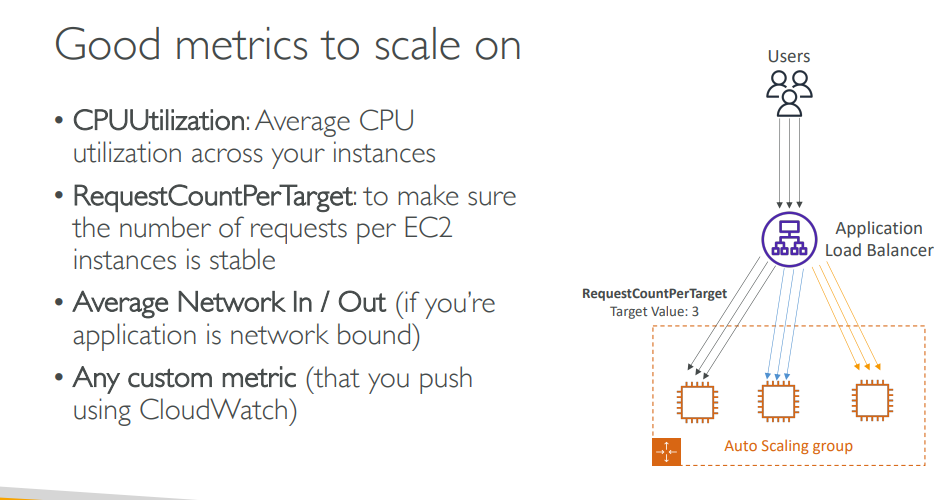 Good metrics to scale on
• CPUUtilization: Average CPU
utilization across your instances
• RequestCountPerTarget: to make sure
the number of requests per EC2
instances is stable
• Average Network In / Out (if you’re
application is network bound)
• Any custom metric (that you push
using CloudWatch)
Users
Application
Load Balancer
RequestCountPerTarget
Target Value: 3
Auto Scaling group